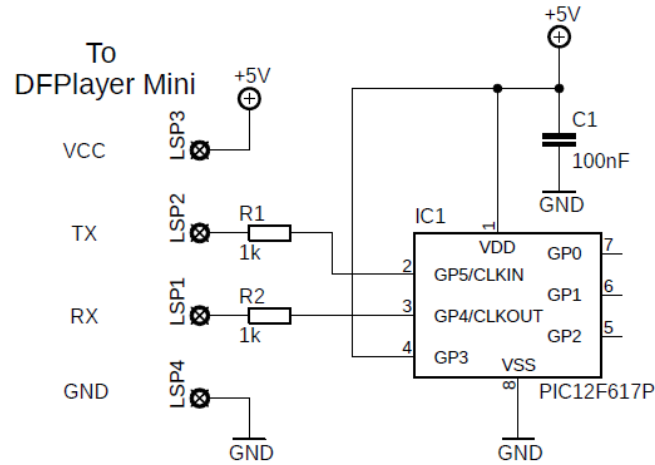 To
DFPlayer Mini
+5V
+5V
VCC
LSP3
C1
100nF
GND
TX
LSP2
R1
1k
IC1
1
VDD
2
GP5/CLKIN
GP0
7
RX
LSP1
R2
1k
3
GP4/CLKOUT
GP1
6
4
GP3
GP2
5
VSS
8
PIC12F617P
GND
LSP4
GND
GND